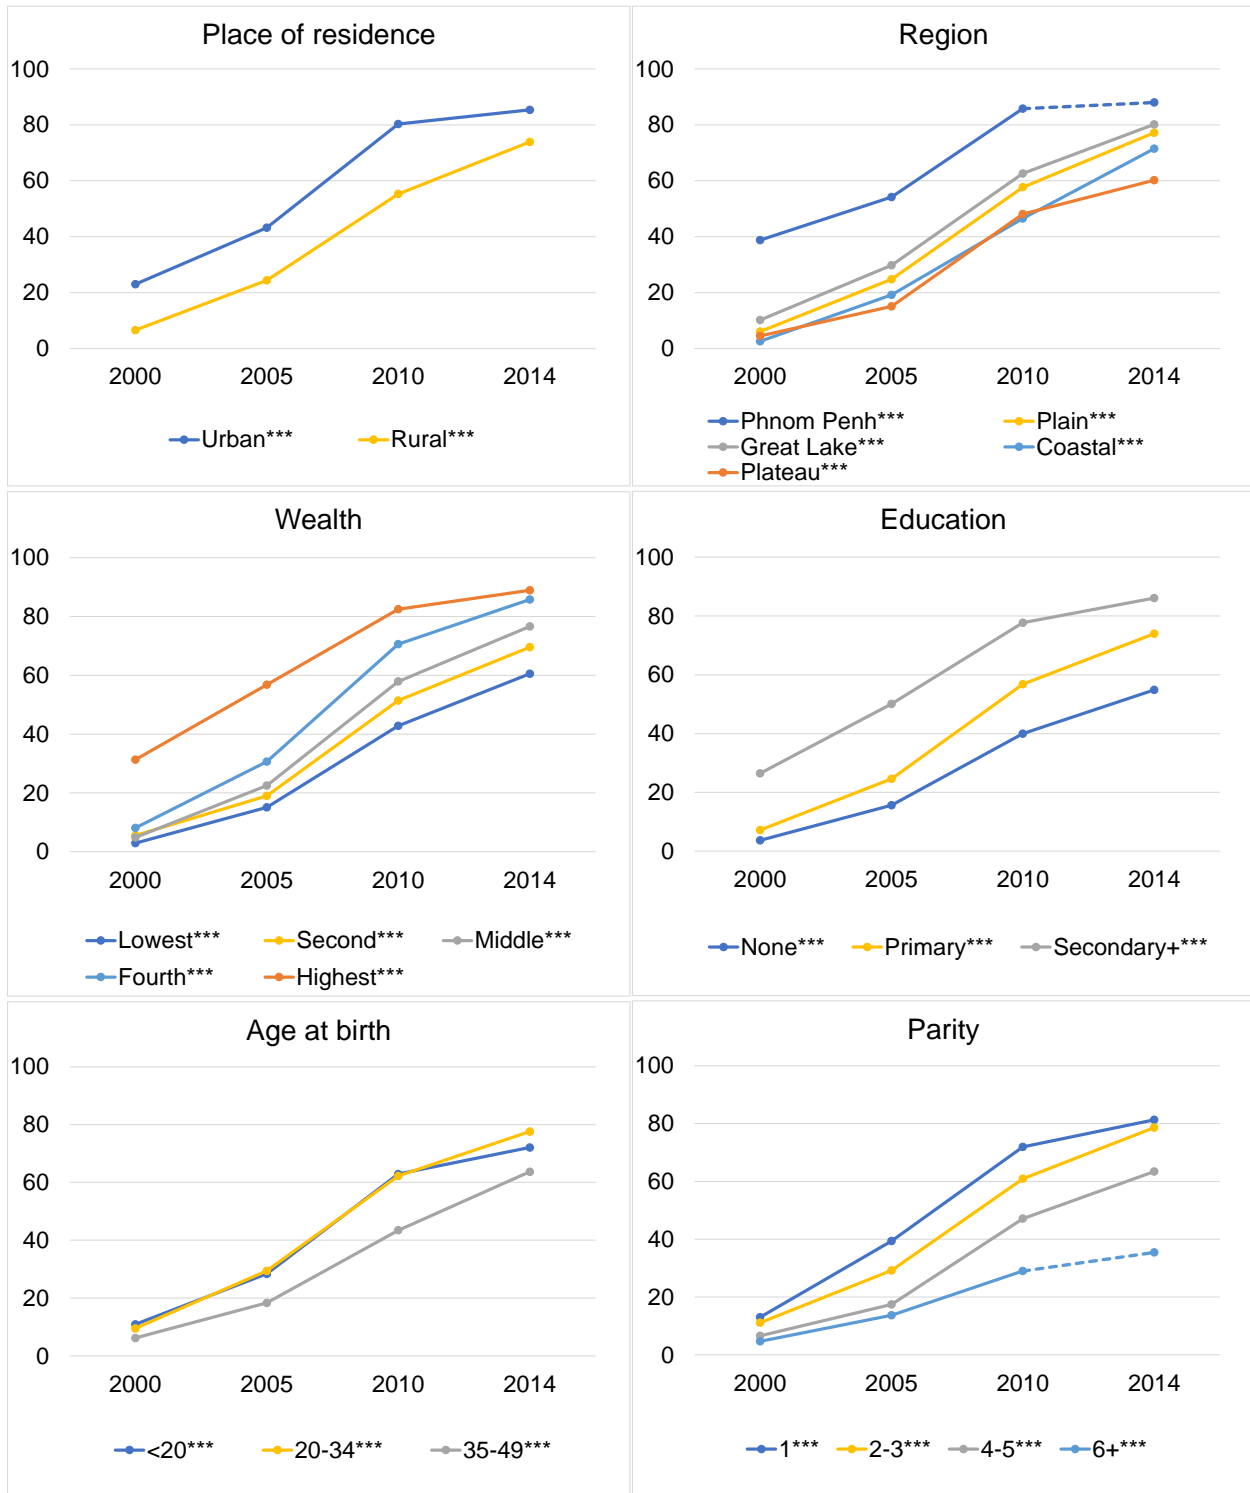 Place of residence
100
80
60
40
20
0
2000 2005 2010 2014
Urban*** Rural***
Region
100
80
60
40
20
0
2000 2005 2010 2014
Phnom Penh*** Plain***
Great Lake*** Coastal***
Plateau***
Wealth
100
80
60
40
20
0
2000 2005 2010 2014
Lowest*** Second*** Middle***
Fourth*** Highest***
Education
100
80
60
40
20
0
2000 2005 2010 2014
None*** Primary*** Secondary+***
Age at birth
100
80
60
40
20
0
2000 2005 2010 2014
<20*** 20-34*** 35-49***
Parity
100
80
60
40
20
0
2000 2005 2010 2014
1*** 2-3*** 4-5*** 6+***